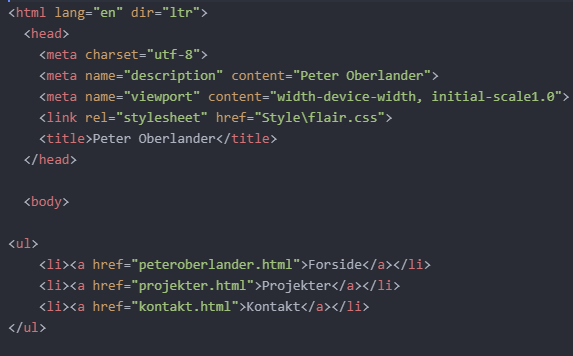 <html lang="en" dir="ltr">
<head>
<meta charset="utf-8">
<meta name="description" content="Peter Oberlander">
<meta name="viewport" content="width-device-width, initial-scale1.0">
<link rel="stylesheet" href="Style\flair.css">
<title>Peter Oberlander</title>
</head>
<body>
<ul>
<li><a href="peteroberlander.html">Forside</a></li>
<li><a href="projekter.html">Projekter</a></li>
<li><a href="kontakt.html">Kontakt</a></li>
</ul>